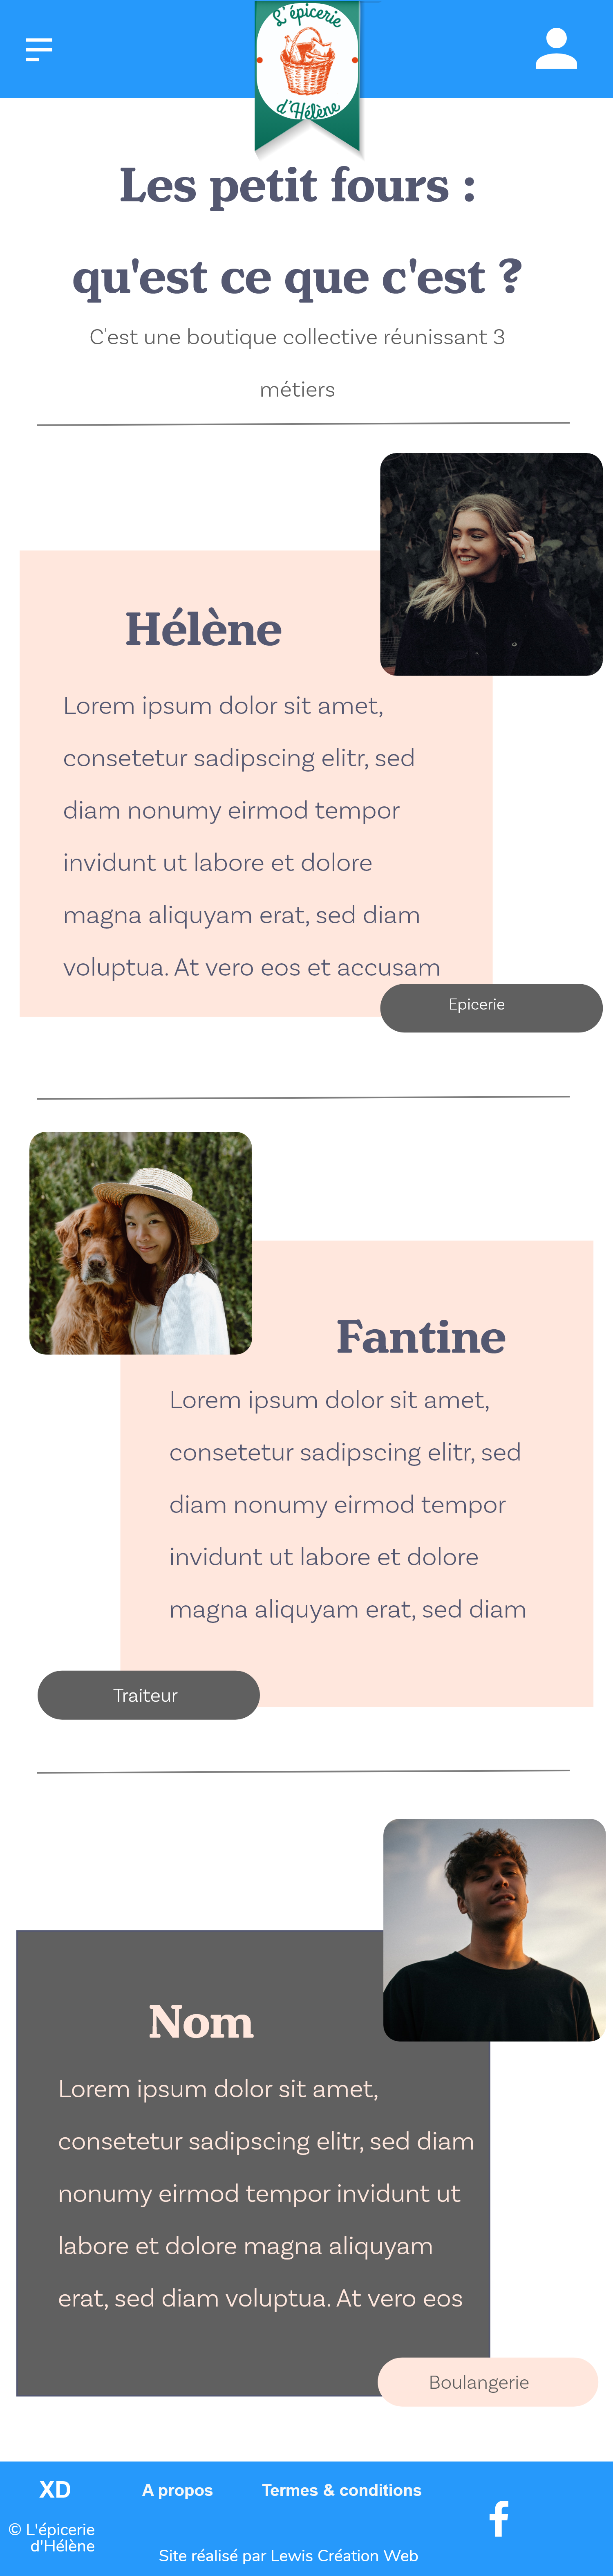 L'épicerie
d'Hélène
Les petit fours :
qu'est ce que c'est ?
C'est une boutique collective réunissant 3
métiers
Hélène
Lorem ipsum dolor sit amet,
consetetur sadipscing elitr, sed
diam nonumy eirmod tempor
invidunt ut labore et dolore
magna aliquyam erat, sed diam
voluptua. At vero eos et accusam
Epicerie
Fantine
Lorem ipsum dolor sit amet,
consetetur sadipscing elitr, sed
diam nonumy eirmod tempor
invidunt ut labore et dolore
magna aliquyam erat, sed diam
Traiteur
Nom
Lorem ipsum dolor sit amet,
consetetur sadipscing elitr, sed diam
nonumy eirmod tempor invidunt ut
labore et dolore magna aliquyam
erat, sed diam voluptua. At vero eos
Boulangerie
XD
A propos
Termes & conditions
© L'épicerie
d'Hélène
Site réalisé par Lewis Création Web